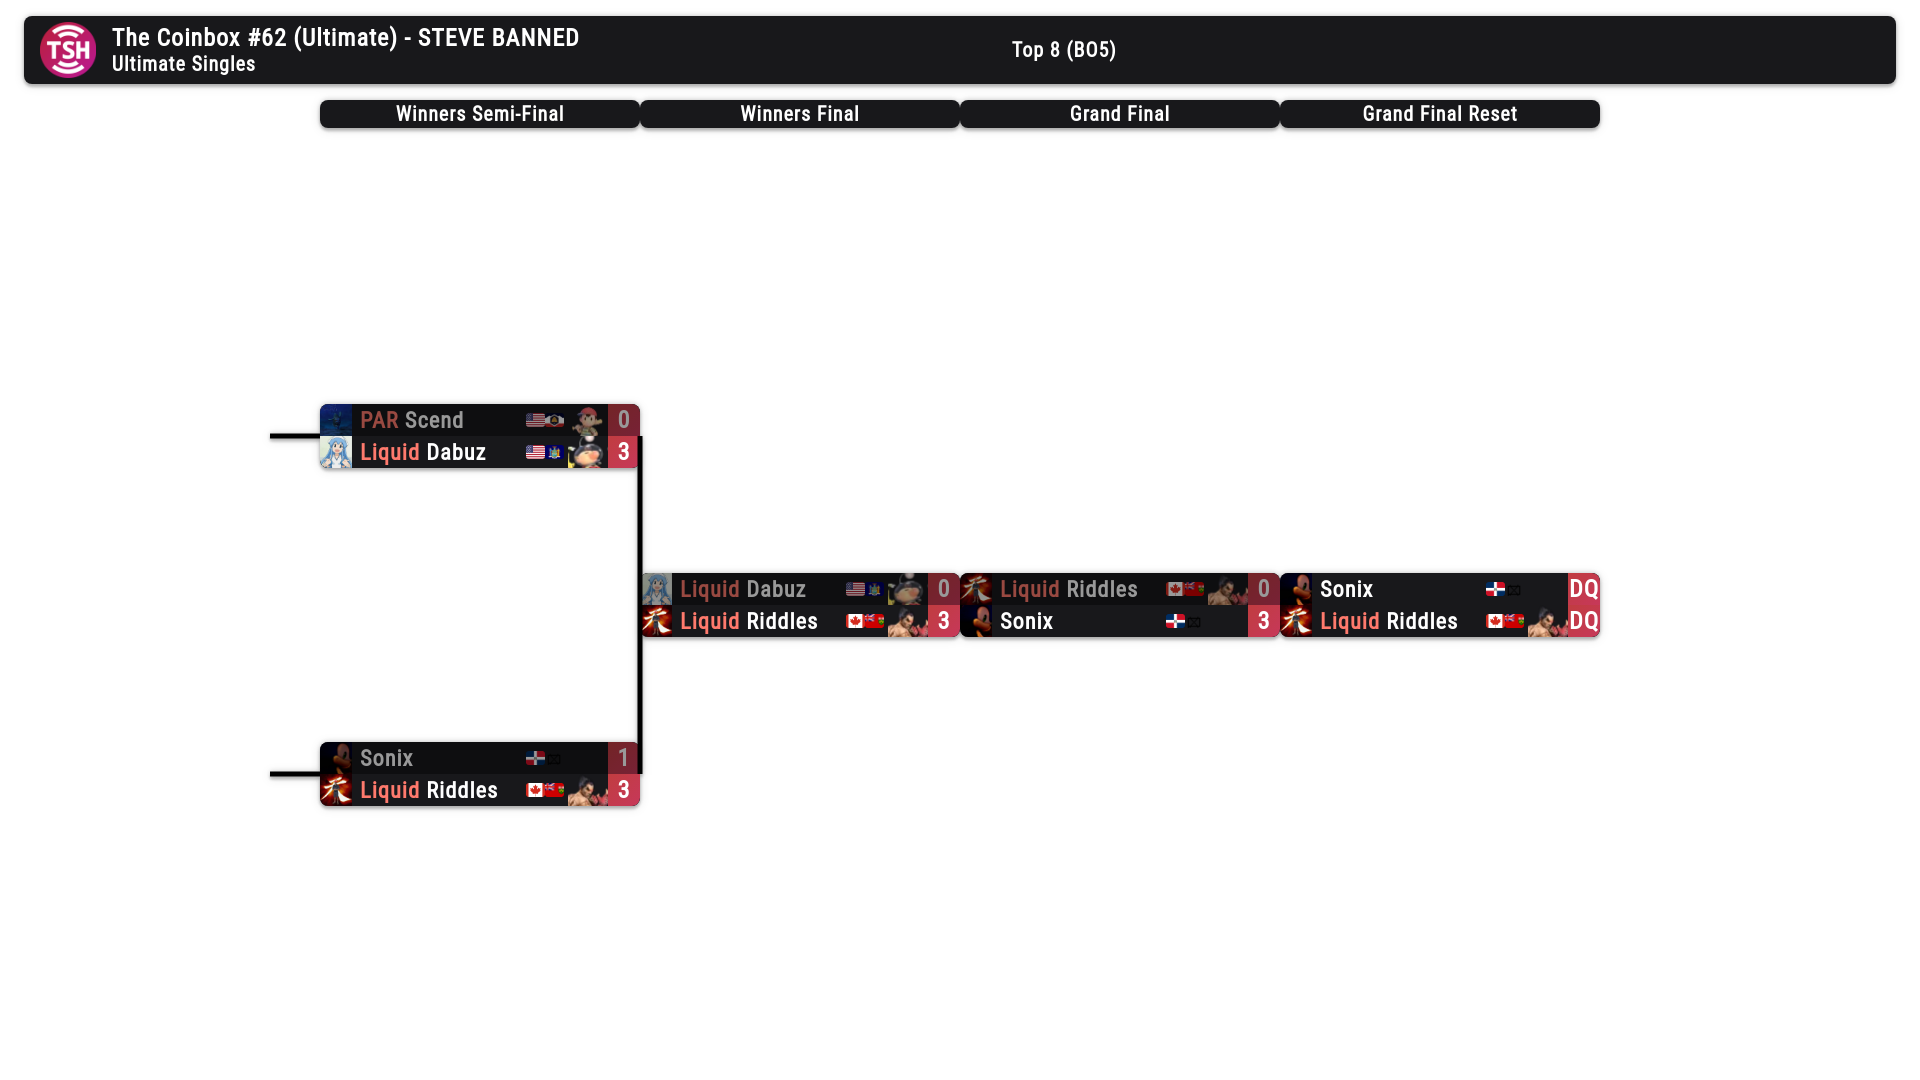 TSH
The Coinbox #62 (Ultimate) - STEVE BANNED
Ultimate Singles
Top 8 (BO5)
Winners Semi-Final
Winners Final
Grand Final
Grand Final Reset
PAR Scend 0
Liquid Dabuz 3
Liquid Dabuz 0
Liquid Riddles 3
Liquid Riddles 0
Sonix 3
Sonix DQ
Liquid Riddles DQ
Sonix 1
Liquid Riddles 3